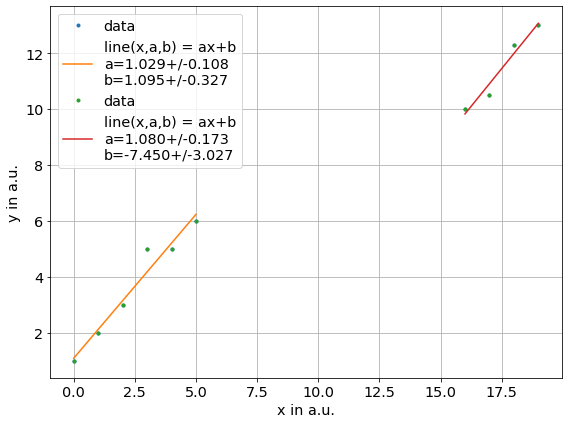 data
line(x,a,b) = ax+b
a=1.029+/-0.108
b=1.095+/-0.327
data
line(x,a,b) = ax+b
a=1.080+/-0.173
b=-7.450+/-3.027
12
10
8
6
4
2
y in a.u.
0.0 2.5 5.0 7.5 10.0 12.5 15.0 17.5
x in a.u.